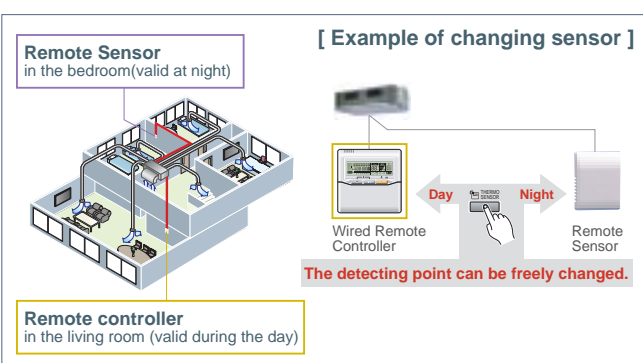 Remote Sensor
in the bedroom(valid at night)
[ Example of changing sensor ]
Day
THERMO
SENSOR
Night
Wired Remote
Controller
Remote
Sensor
The detecting point can be freely changed.
Remote controller
in the living room (valid during the day)